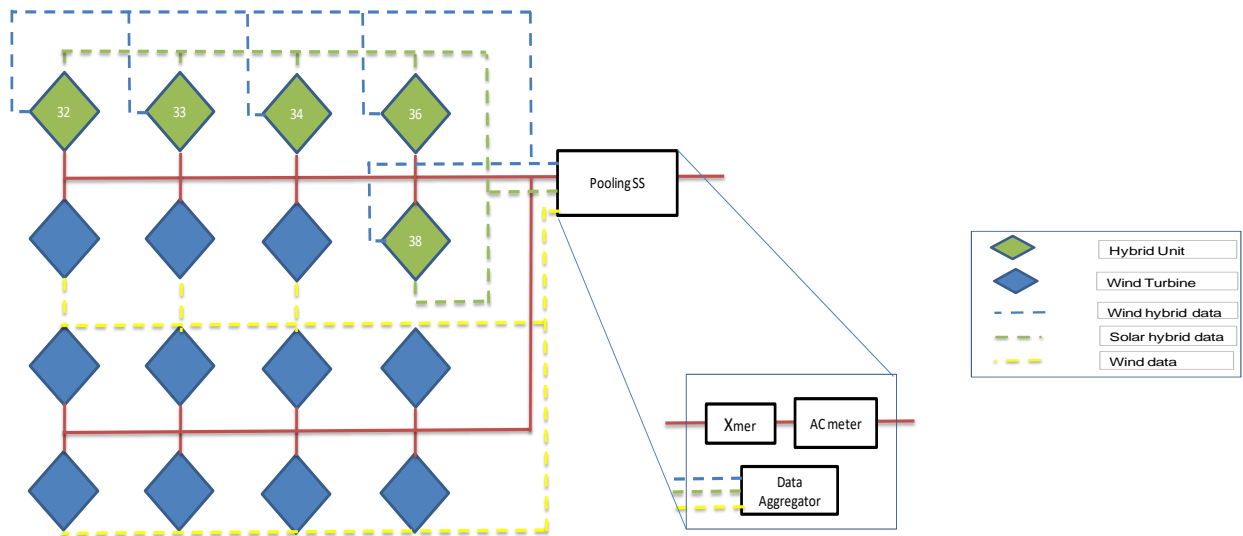 32
33
34
36
Pooling SS
38
Hybrid Unit
Wind Turbine
Wind hybrid data
Solar hybrid data
Wind data
Xmer
AC meter
Data
Aggregator